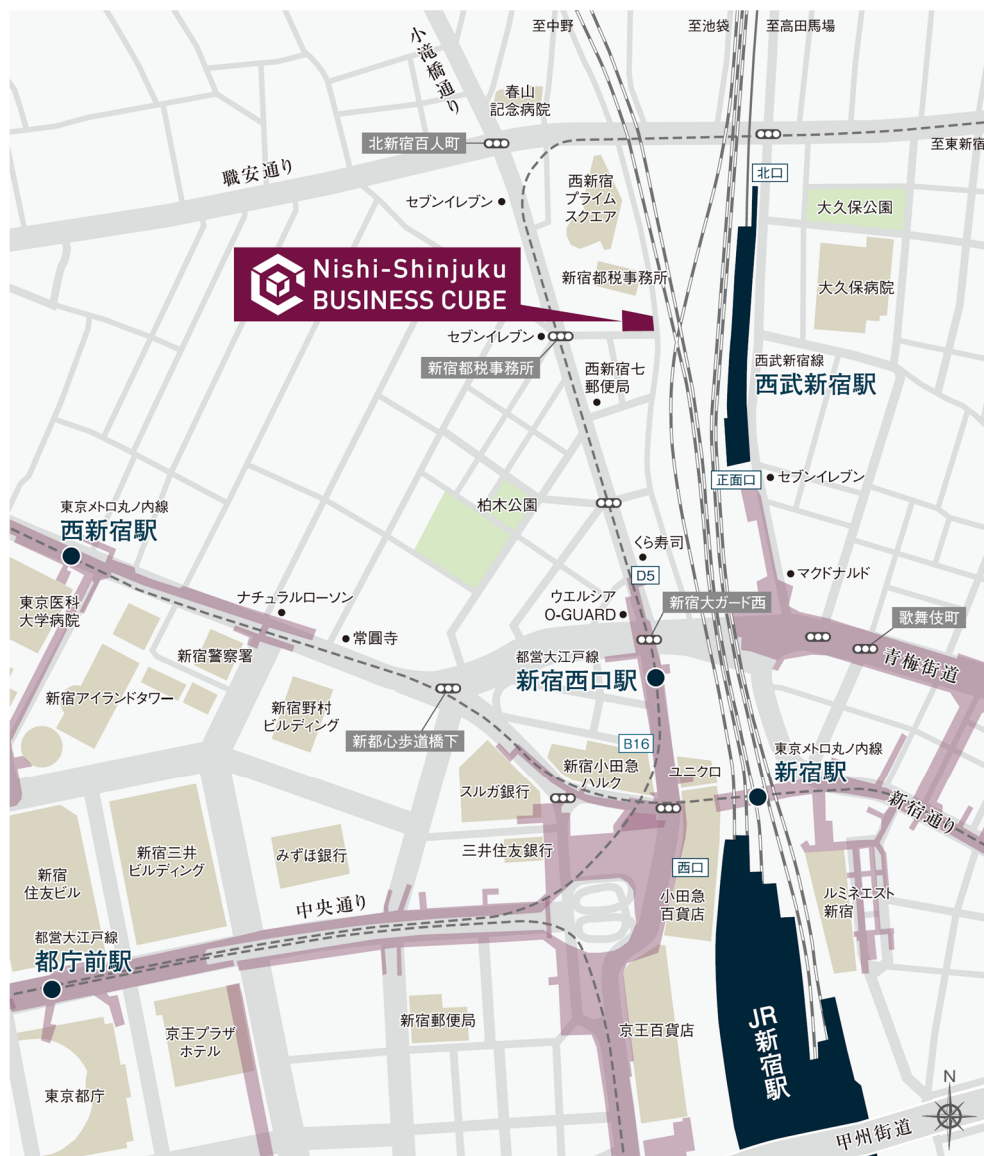 至中野
至池袋
至高田馬場
小滝橋通り
春山
記念病院
北新宿百人町
至東新宿
職安通り
北口
西新宿
プライム
スクエア
セブンイレブン
大久保公園
Nishi-Shinjuku
BUSINESS CUBE
新宿都税事務所
大久保病院
セブンイレブン
新宿都税事務所
西新宿七
郵便局
西武新宿線
西武新宿駅
正面口
セブンイレブン
柏木公園
東京メトロ丸ノ内線
西新宿駅
くら寿司
D5
マクドナルド
東京医科
大学病院
ナチュラルローソン
ウエルシア
O-GUARD
新宿大ガード西
歌舞伎町
常圓寺
新宿警察署
都営大江戸線
新宿西口駅
青梅街道
新宿アイランドタワー
新宿野村
ビルディング
新都心歩道橋下
B16
東京メトロ丸ノ内線
新宿駅
新宿小田急
ハルク
ユニクロ
スルガ銀行
新宿通り
新宿
住友ビル
新宿三井
ビルディング
みずほ銀行
三井住友銀行
西口
小田急
百貨店
ルミネエスト
新宿
中央通り
都営大江戸線
都庁前駅
京王プラザ
ホテル
新宿郵便局
京王百貨店
JR新宿駅
東京都庁
N
甲州街道